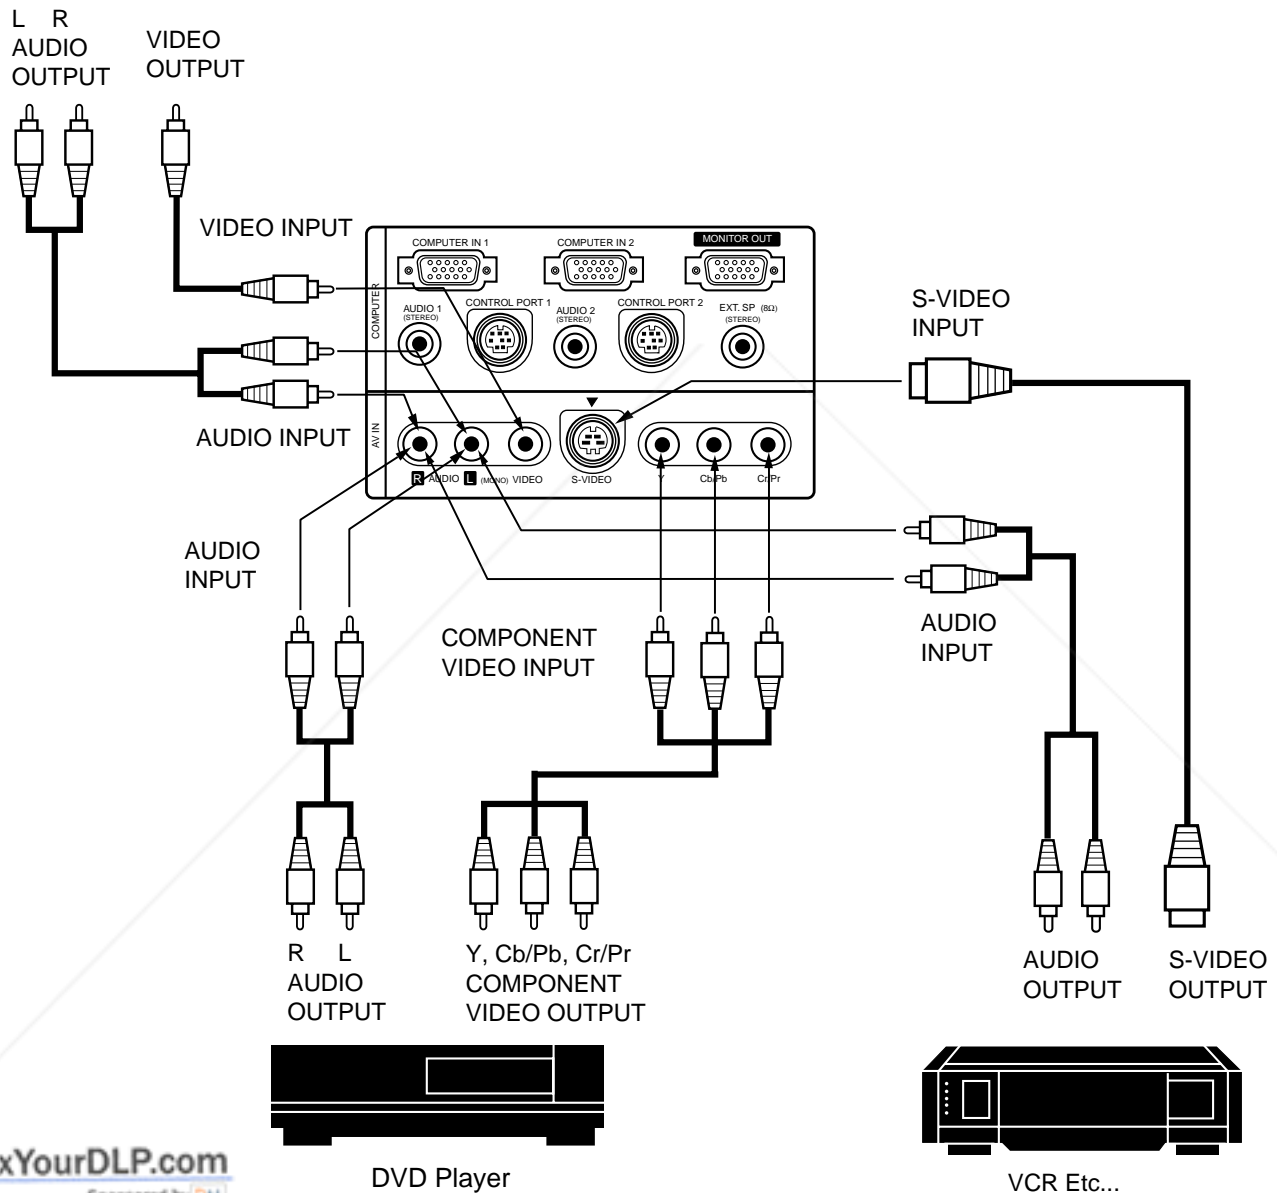 L R
AUDIO
OUTPUT
VIDEO
OUTPUT
VIDEO INPUT
AUDIO INPUT
COMPUTER
COMPUTER IN 1
COMPUTER IN 2
MONITOR OUT
AUDIO 1
(STEREO)
CONTROL PORT 1
AUDIO 2
(STEREO)
CONTROL PORT 2
EXT. SP (8Ω)
(STEREO)
AV IN
R AUDIO L (MONO) VIDEO
S-VIDEO
Y
Cb/Pb
Cr/Pr
S-VIDEO
INPUT
AUDIO
INPUT
COMPONENT
VIDEO INPUT
AUDIO
INPUT
R L
AUDIO
OUTPUT
Y, Cb/Pb, Cr/Pr
COMPONENT
VIDEO OUTPUT
AUDIO
OUTPUT
S-VIDEO
OUTPUT
DVD Player
VCR Etc...
xYourDLP.com